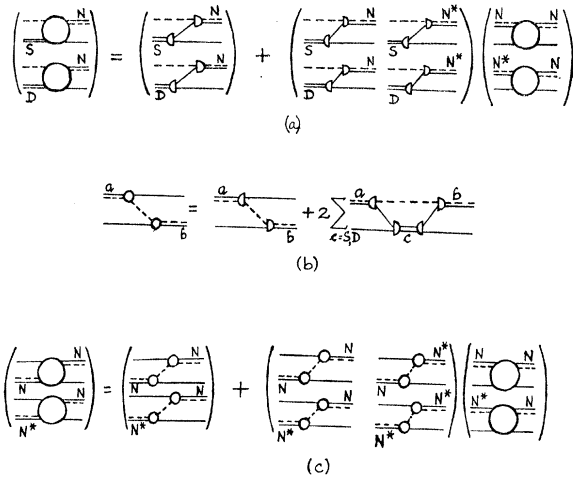 N N N N* N
S = S + S S
N N N N* N* N
D D D D
(a)
a a a b
= + 2 Σ
b b c=S,D c
(b)
N N N N* N
N N N N
= +
N N N N* N* N
N* N* N* N*
(c)